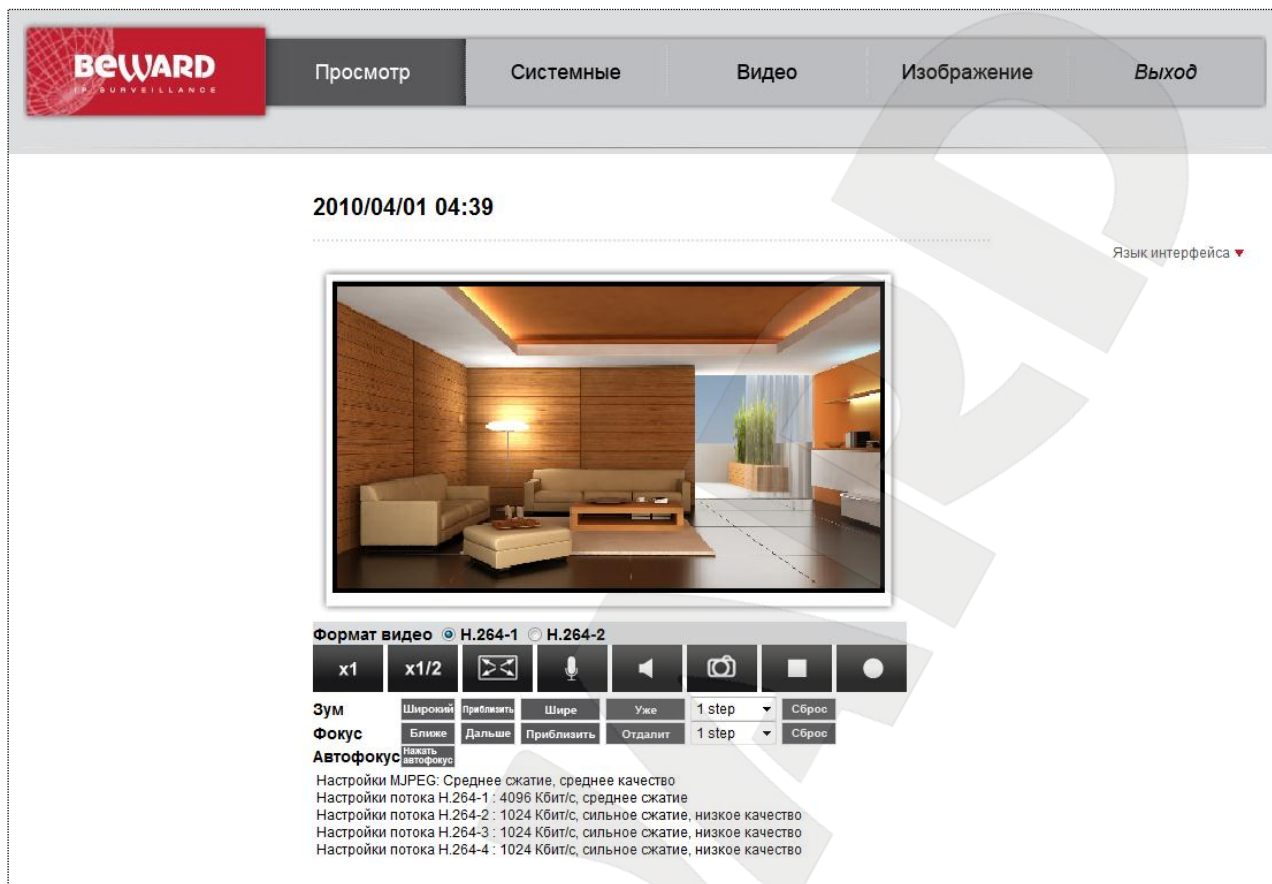 BEWARD
IP SURVEILLANCE
Просмотр
Системные
Видео
Изображение
Выход
2010/04/01 04:39
Язык интерфейса
Формат видео H.264-1 H.264-2
x1 x1/2
Зум Широкий Приблизить Шире Уже 1 step Сброс
Фокус Ближе Дальше Приблизить Отдалит 1 step Сброс
Автофокус Нажать автофокус
Настройки MJPEG: Среднее сжатие, среднее качество
Настройки потока H.264-1 : 4096 Кбит/с, среднее сжатие
Настройки потока H.264-2 : 1024 Кбит/с, сильное сжатие, низкое качество
Настройки потока H.264-3 : 1024 Кбит/с, сильное сжатие, низкое качество
Настройки потока H.264-4 : 1024 Кбит/с, сильное сжатие, низкое качество